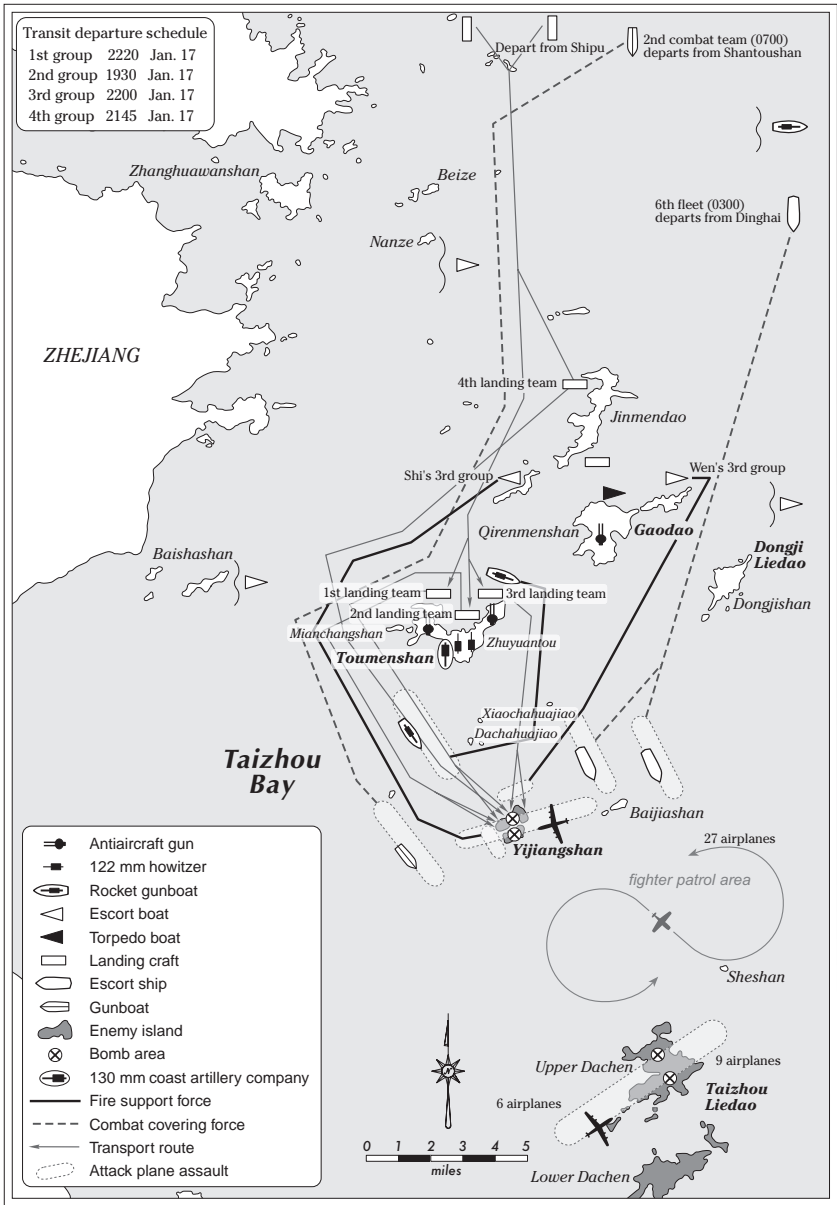 Transit departure schedule
1st group 2220 Jan. 17
2nd group 1930 Jan. 17
3rd group 2200 Jan. 17
4th group 2145 Jan. 17
Depart from Shipu
2nd combat team (0700)
departs from Shantoushan
Zhanghuawanshan
Beize
6th fleet (0300)
departs from Dinghai
Nanze
ZHEJIANG
4th landing team
Jinmendao
Shi's 3rd group
Wen's 3rd group
Qirenmenshan
Gaodao
Baishashan
Dongji
Liedao
Dongjishan
1st landing team
3rd landing team
2nd landing team
Mianchangshan
Zhuyuantou
Toumenshan
Xiaochahuajiao
Dachahuajiao
Taizhou
Bay
Baijiashan
Yijiangshan
27 airplanes
fighter patrol area
Sheshan
Antiaircraft gun
122 mm howitzer
Rocket gunboat
Escort boat
Torpedo boat
Landing craft
Escort ship
Gunboat
Enemy island
Bomb area
130 mm coast artillery company
Fire support force
Combat covering force
Transport route
Attack plane assault
N
0 1 2 3 4 5
miles
Upper Dachen
9 airplanes
Taizhou
Liedao
6 airplanes
Lower Dachen